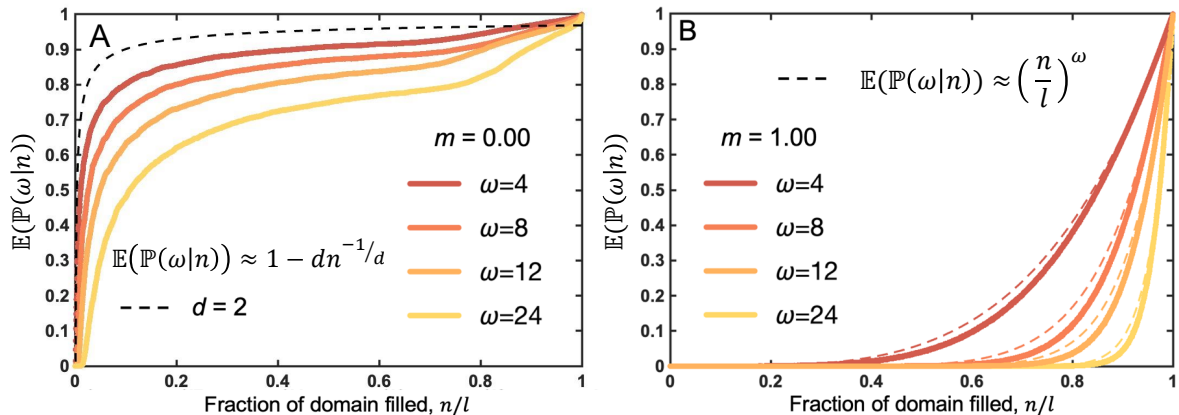 A
1
0.9
0.8
0.7
0.6
0.5
0.4
0.3
0.2
0.1
0
𝔼(ℙ(ω|n))
m = 0.00
ω=4
ω=8
ω=12
ω=24
𝔼(ℙ(ω|n)) ≈ 1 − dn^{−1/d}
d = 2
0 0.2 0.4 0.6 0.8 1
Fraction of domain filled, n/l
B
1
0.9
0.8
0.7
0.6
0.5
0.4
0.3
0.2
0.1
0
𝔼(ℙ(ω|n))
𝔼(ℙ(ω|n)) ≈ (n/l)^ω
m = 1.00
ω=4
ω=8
ω=12
ω=24
0 0.2 0.4 0.6 0.8 1
Fraction of domain filled, n/l